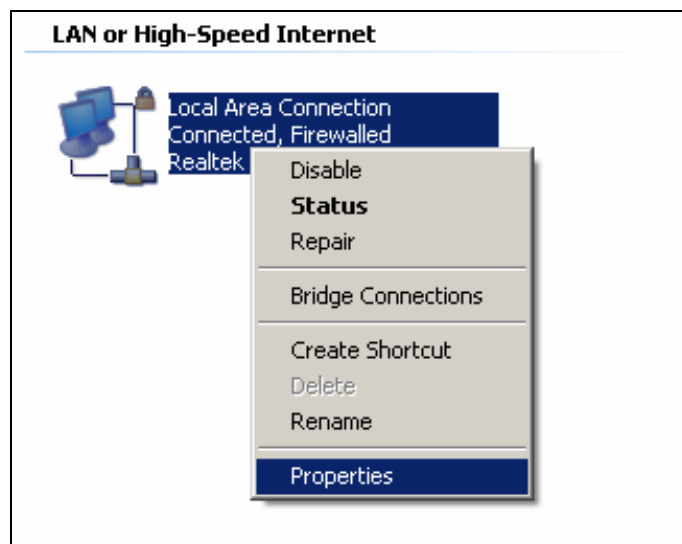 LAN or High-Speed Internet
Local Area Connection
Connected, Firewalled
Realtek
Disable
Status
Repair
Bridge Connections
Create Shortcut
Delete
Rename
Properties